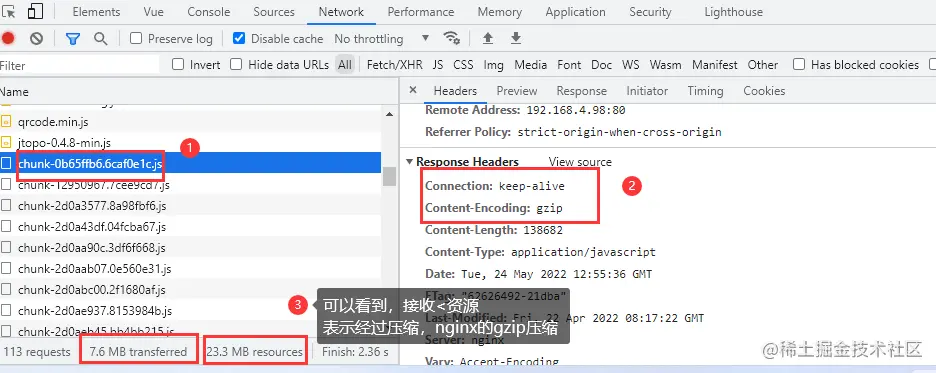 Elements Vue Console Sources Network Performance Memory Application Security Lighthouse
Preserve log Disable cache No throttling
Filter Invert Hide data URLs All Fetch/XHR JS CSS Img Media Font Doc WS Wasm Manifest Other Has blocked cookies
Name
qrcode.min.js
jtopo-0.4.8-min.js
chunk-0b65ffb6.6caf0e1c.js
1
chunk-12950967.7cee9cd7.js
chunk-2d0a3577.8a98fbf6.js
chunk-2d0a43df.04fcba67.js
chunk-2d0aa90c.3df6f668.js
chunk-2d0aab07.0e560e31.js
chunk-2d0abc00.2f1680af.js
chunk-2d0ae937.8153984b.js
chunk-2d0aeb45.bb4bb215.js
113 requests 7.6 MB transferred 23.3 MB resources Finish: 2.36 s
× Headers Preview Response Initiator Timing Cookies
Remote Address: 192.168.4.98:80
Referrer Policy: strict-origin-when-cross-origin
Response Headers View source
Connection: keep-alive
2
Content-Encoding: gzip
Content-Length: 138682
Content-Type: application/javascript
Date: Tue, 24 May 2022 12:55:36 GMT
ETag: "62626492-21dba"
Last-Modified: Fri, 22 Apr 2022 08:17:22 GMT
Server: nginx
Vary: Accept-Encoding
3
可以看到，接收<资源
表示经过压缩，nginx的gzip压缩
@稀土掘金技术社区